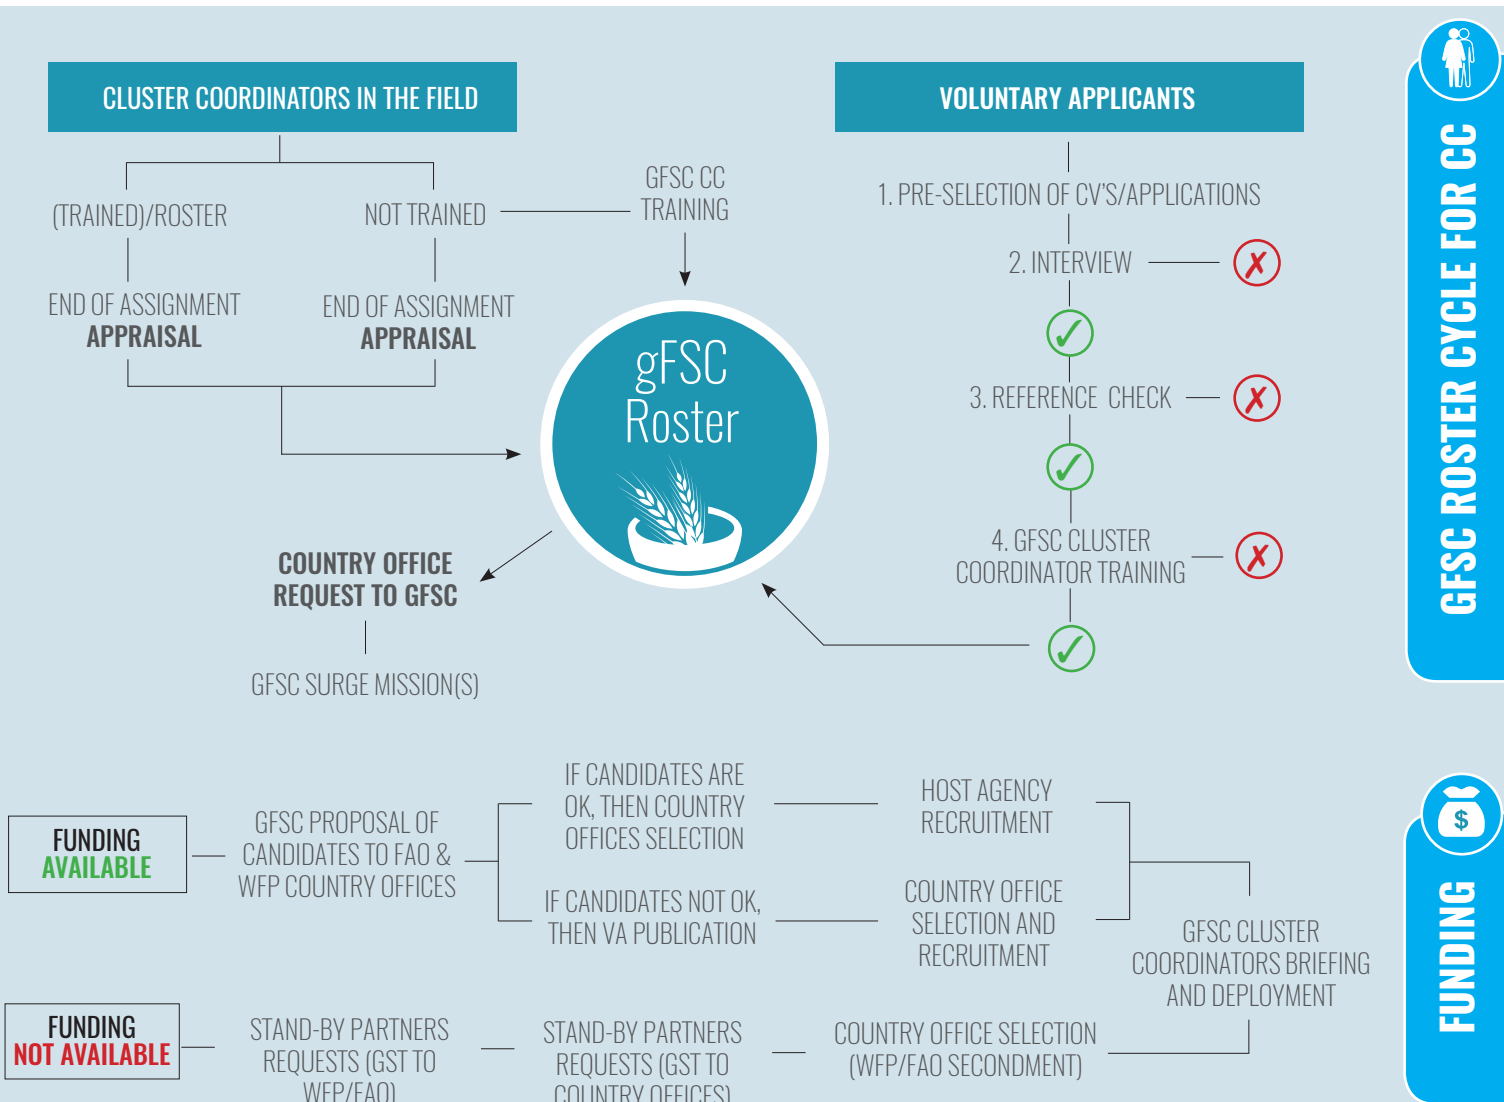 CLUSTER COORDINATORS IN THE FIELD
(TRAINED)/ROSTER
NOT TRAINED
GFSC CC
TRAINING
END OF ASSIGNMENT
APPRAISAL
END OF ASSIGNMENT
APPRAISAL
gFSC
Roster
COUNTRY OFFICE
REQUEST TO GFSC
GFSC SURGE MISSION(S)
VOLUNTARY APPLICANTS
1. PRE-SELECTION OF CV'S/APPLICATIONS
2. INTERVIEW
3. REFERENCE CHECK
4. GFSC CLUSTER
COORDINATOR TRAINING
GFSC ROSTER CYCLE FOR CC
FUNDING
AVAILABLE
GFSC PROPOSAL OF
CANDIDATES TO FAO &
WFP COUNTRY OFFICES
IF CANDIDATES ARE
OK, THEN COUNTRY
OFFICES SELECTION
HOST AGENCY
RECRUITMENT
IF CANDIDATES NOT OK,
THEN VA PUBLICATION
COUNTRY OFFICE
SELECTION AND
RECRUITMENT
GFSC CLUSTER
COORDINATORS BRIEFING
AND DEPLOYMENT
FUNDING
NOT AVAILABLE
STAND-BY PARTNERS
REQUESTS (GST TO
WFP/FAO)
STAND-BY PARTNERS
REQUESTS (GST TO
COUNTRY OFFICES)
COUNTRY OFFICE SELECTION
(WFP/FAO SECONDMENT)
$
FUNDING